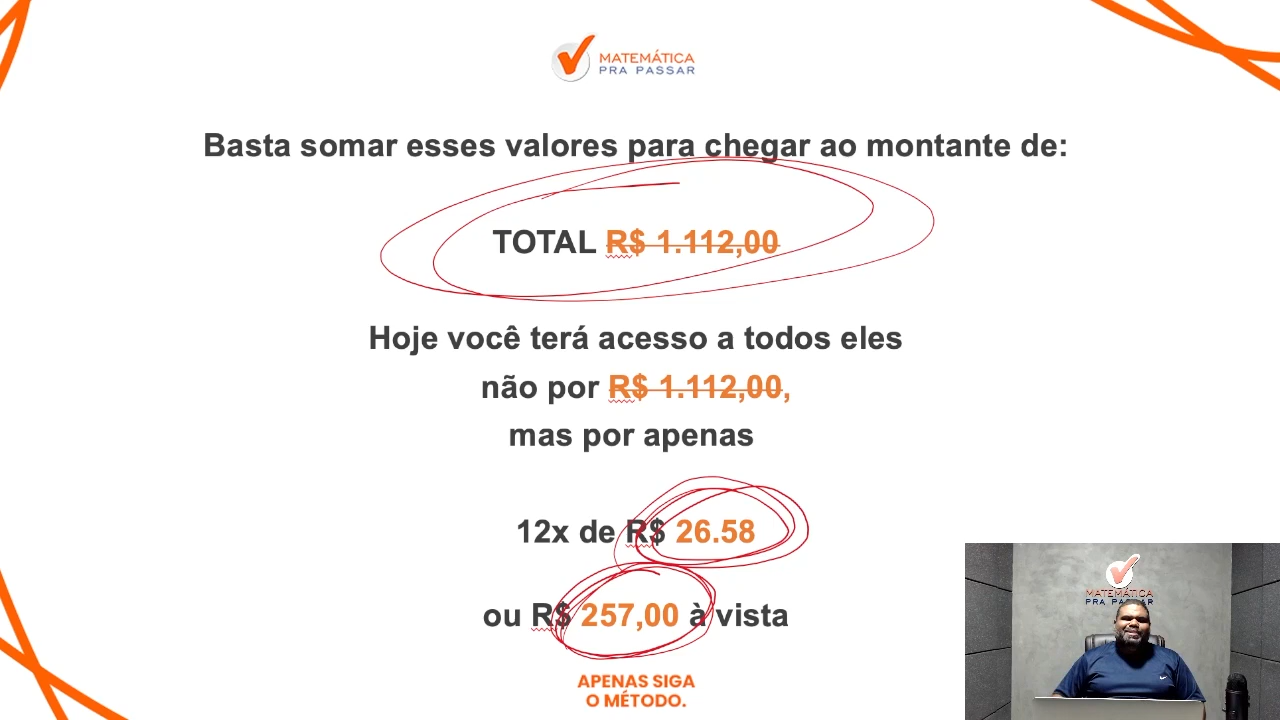 MATEMÁTICA
PRA PASSAR
Basta somar esses valores para chegar ao montante de:
TOTAL R$ 1.112,00
Hoje você terá acesso a todos eles
não por R$ 1.112,00,
mas por apenas
12x de R$ 26.58
ou R$ 257,00 à vista
APENAS SIGA
O MÉTODO.
MATEMÁTICA
PRA PASSAR